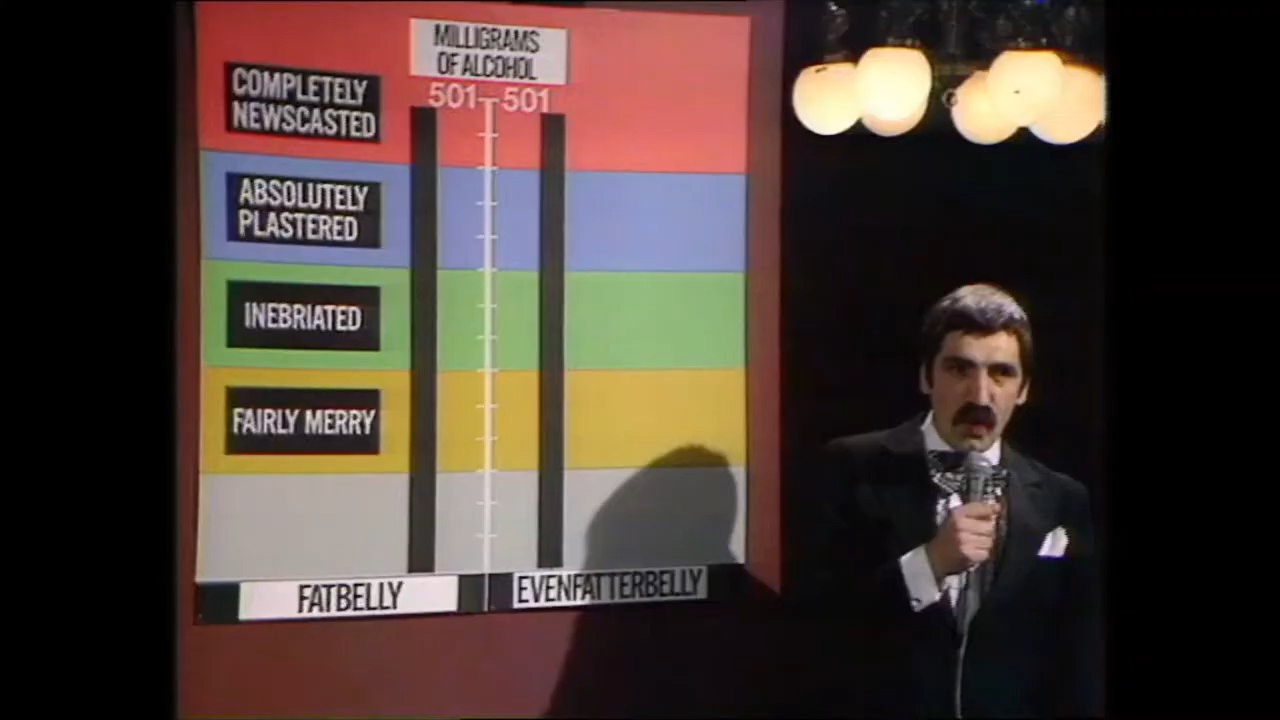 MILLIGRAMS
OF ALCOHOL
501 501
COMPLETELY
NEWSCASTED
ABSOLUTELY
PLASTERED
INEBRIATED
FAIRLY MERRY
FATBELLY
EVENFATTERBELLY